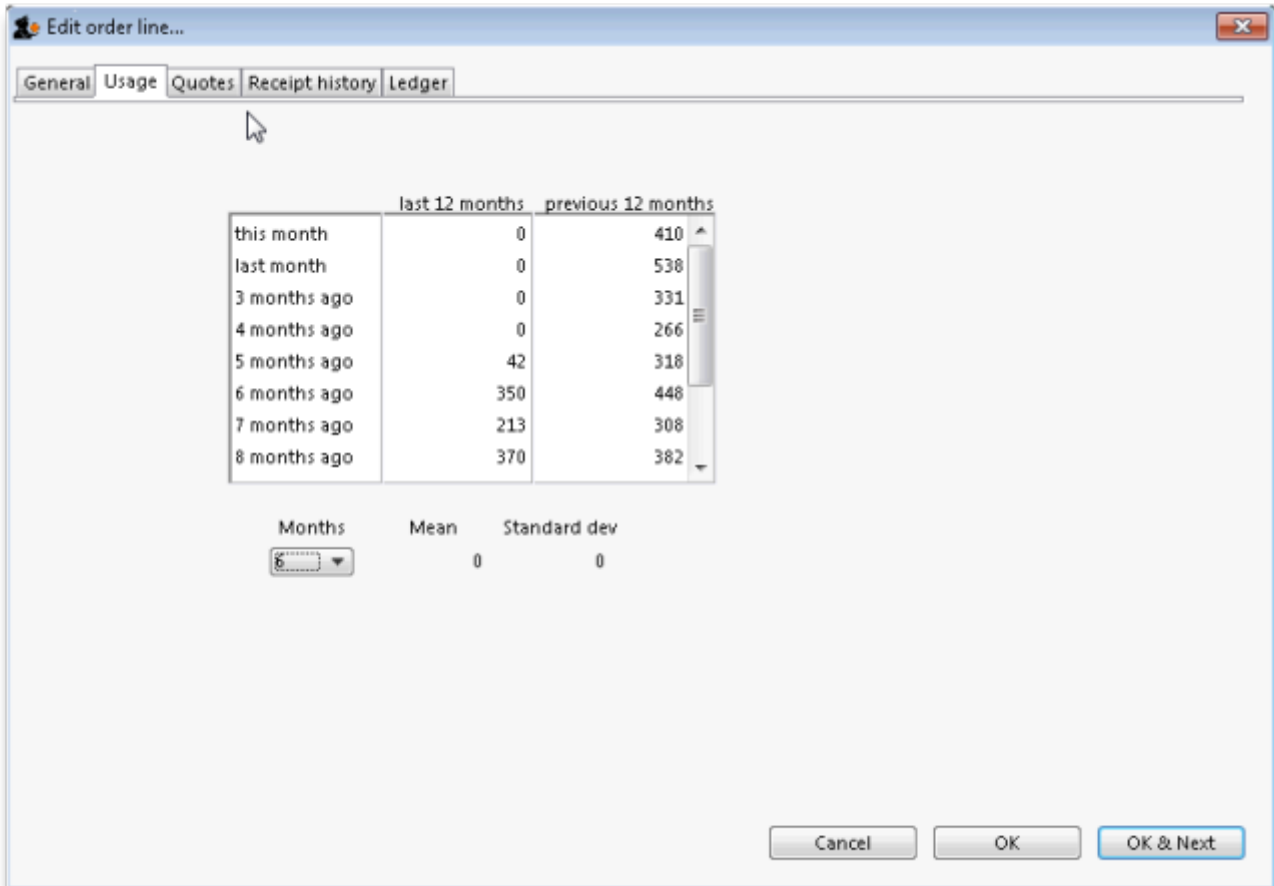 Edit order line...
General Usage Quotes Receipt history Ledger
last 12 months previous 12 months
this month 0 410
last month 0 538
3 months ago 0 331
4 months ago 0 266
5 months ago 42 318
6 months ago 350 448
7 months ago 213 308
8 months ago 370 382
Months Mean Standard dev
6 0 0
Cancel OK OK & Next